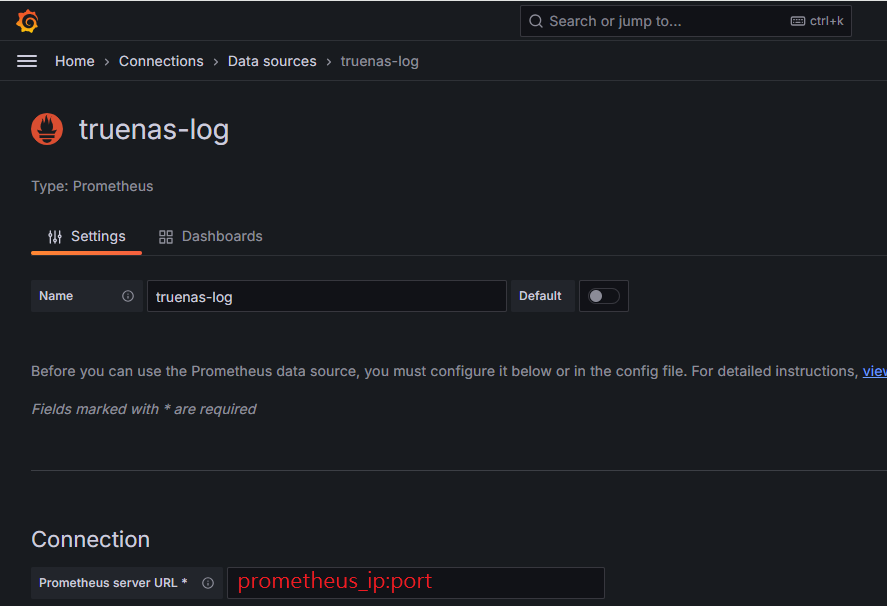 Search or jump to... ctrl+k
Home › Connections › Data sources › truenas-log
truenas-log
Type: Prometheus
Settings Dashboards
Name truenas-log Default
Before you can use the Prometheus data source, you must configure it below or in the config file. For detailed instructions, view
Fields marked with * are required
Connection
Prometheus server URL * prometheus_ip:port